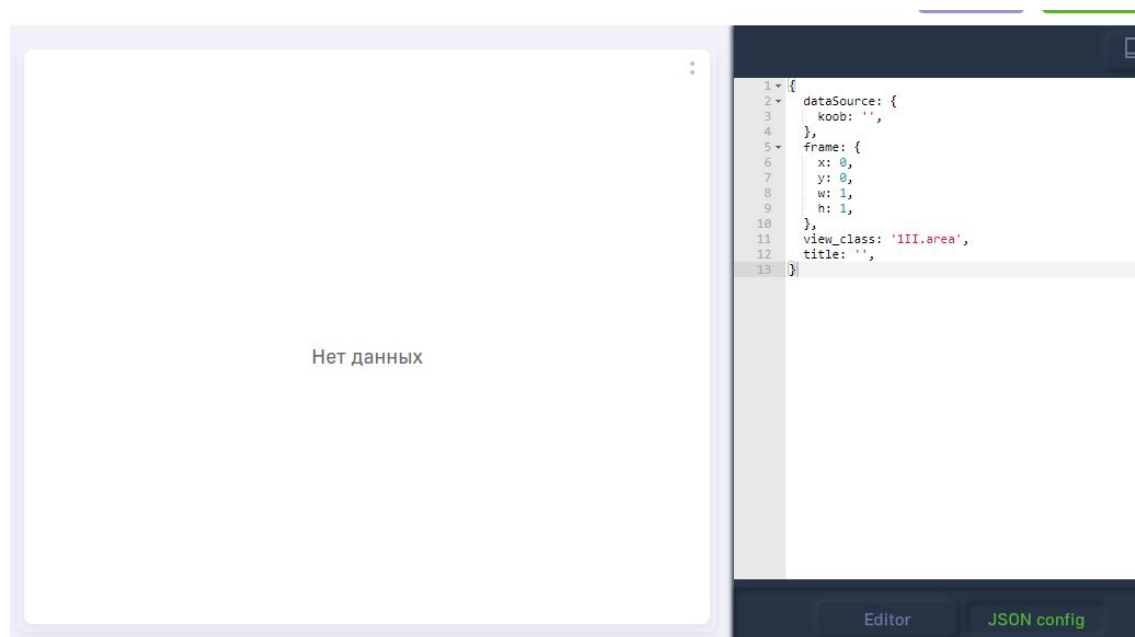 Нет данных
1 {
2 dataSource: {
3 koob: '',
4 },
5 frame: {
6 x: 0,
7 y: 0,
8 w: 1,
9 h: 1,
10 },
11 view_class: '1II.area',
12 title: '',
13 }
Editor
JSON config